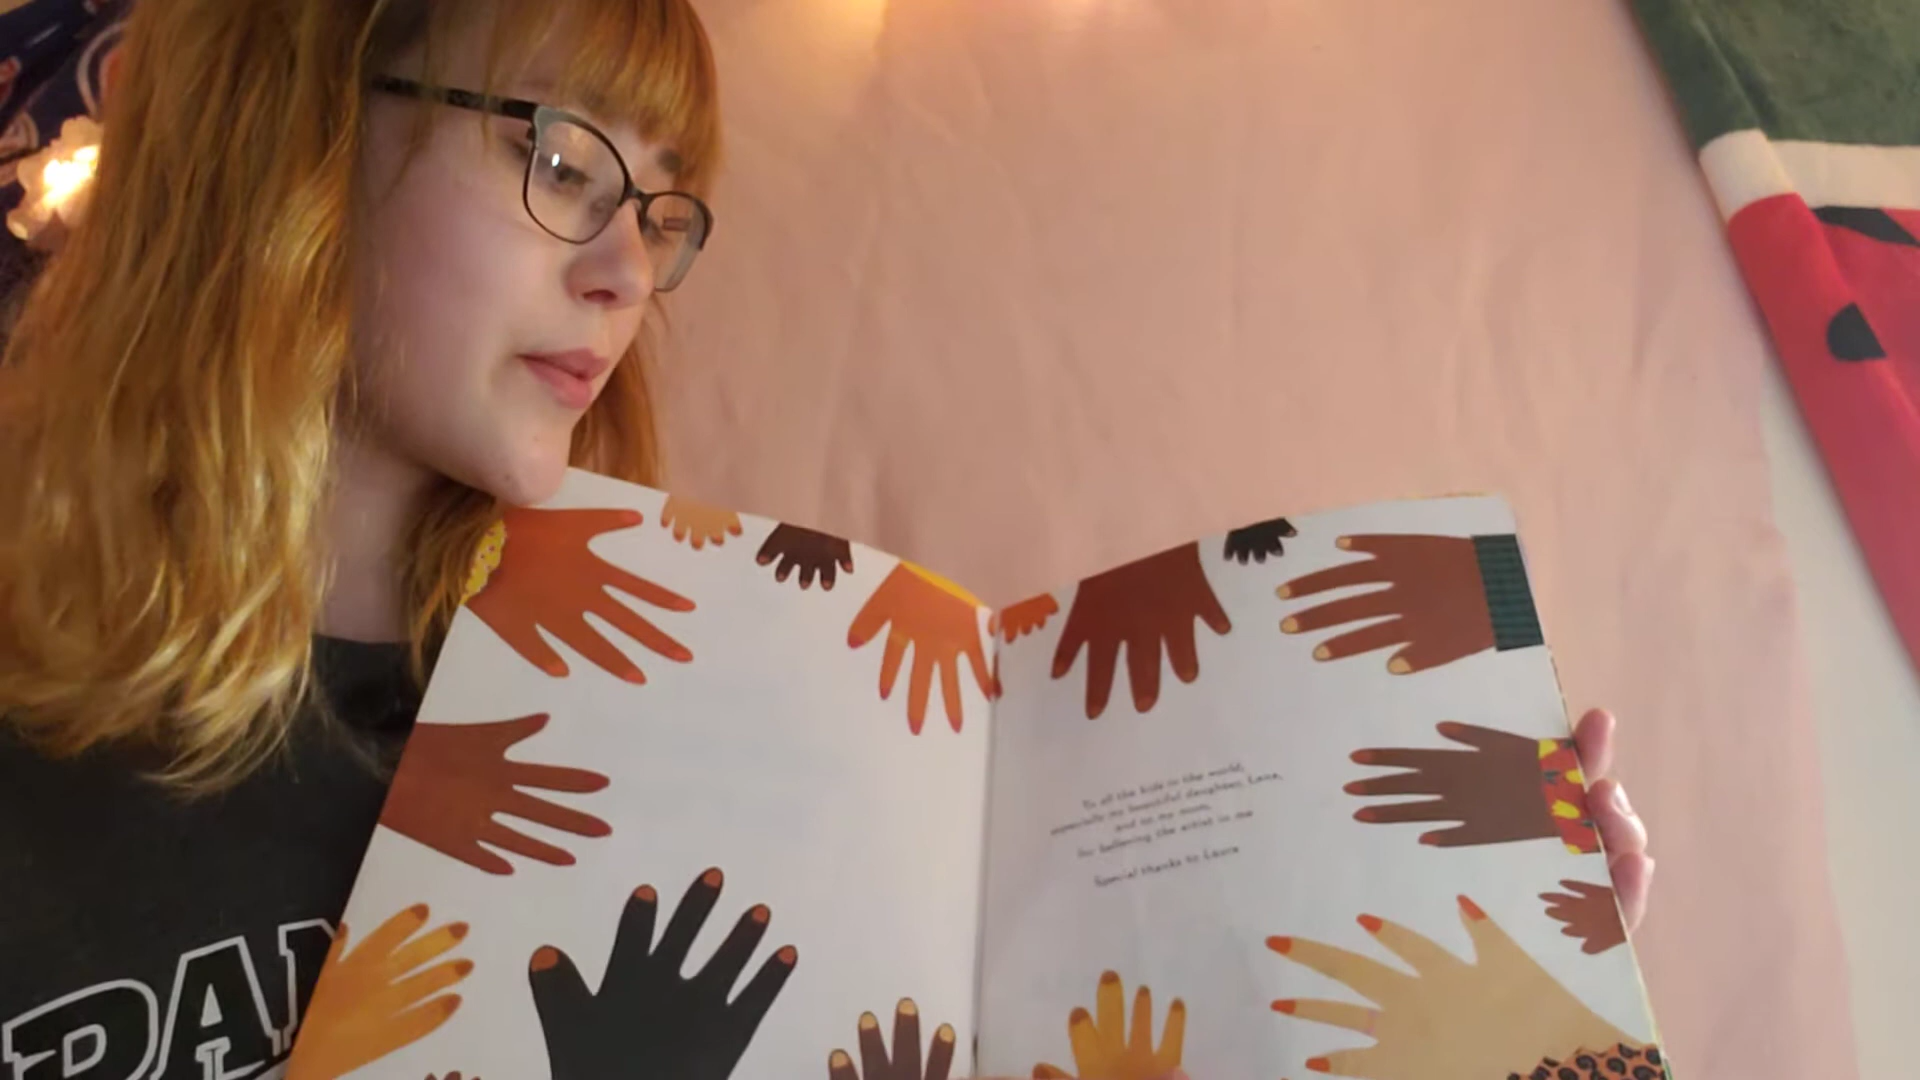 To all the kids in the world,
especially my beautiful daughter, Lana,
and to my mom,
for believing the artist in me
Special thanks to Laura
DAN